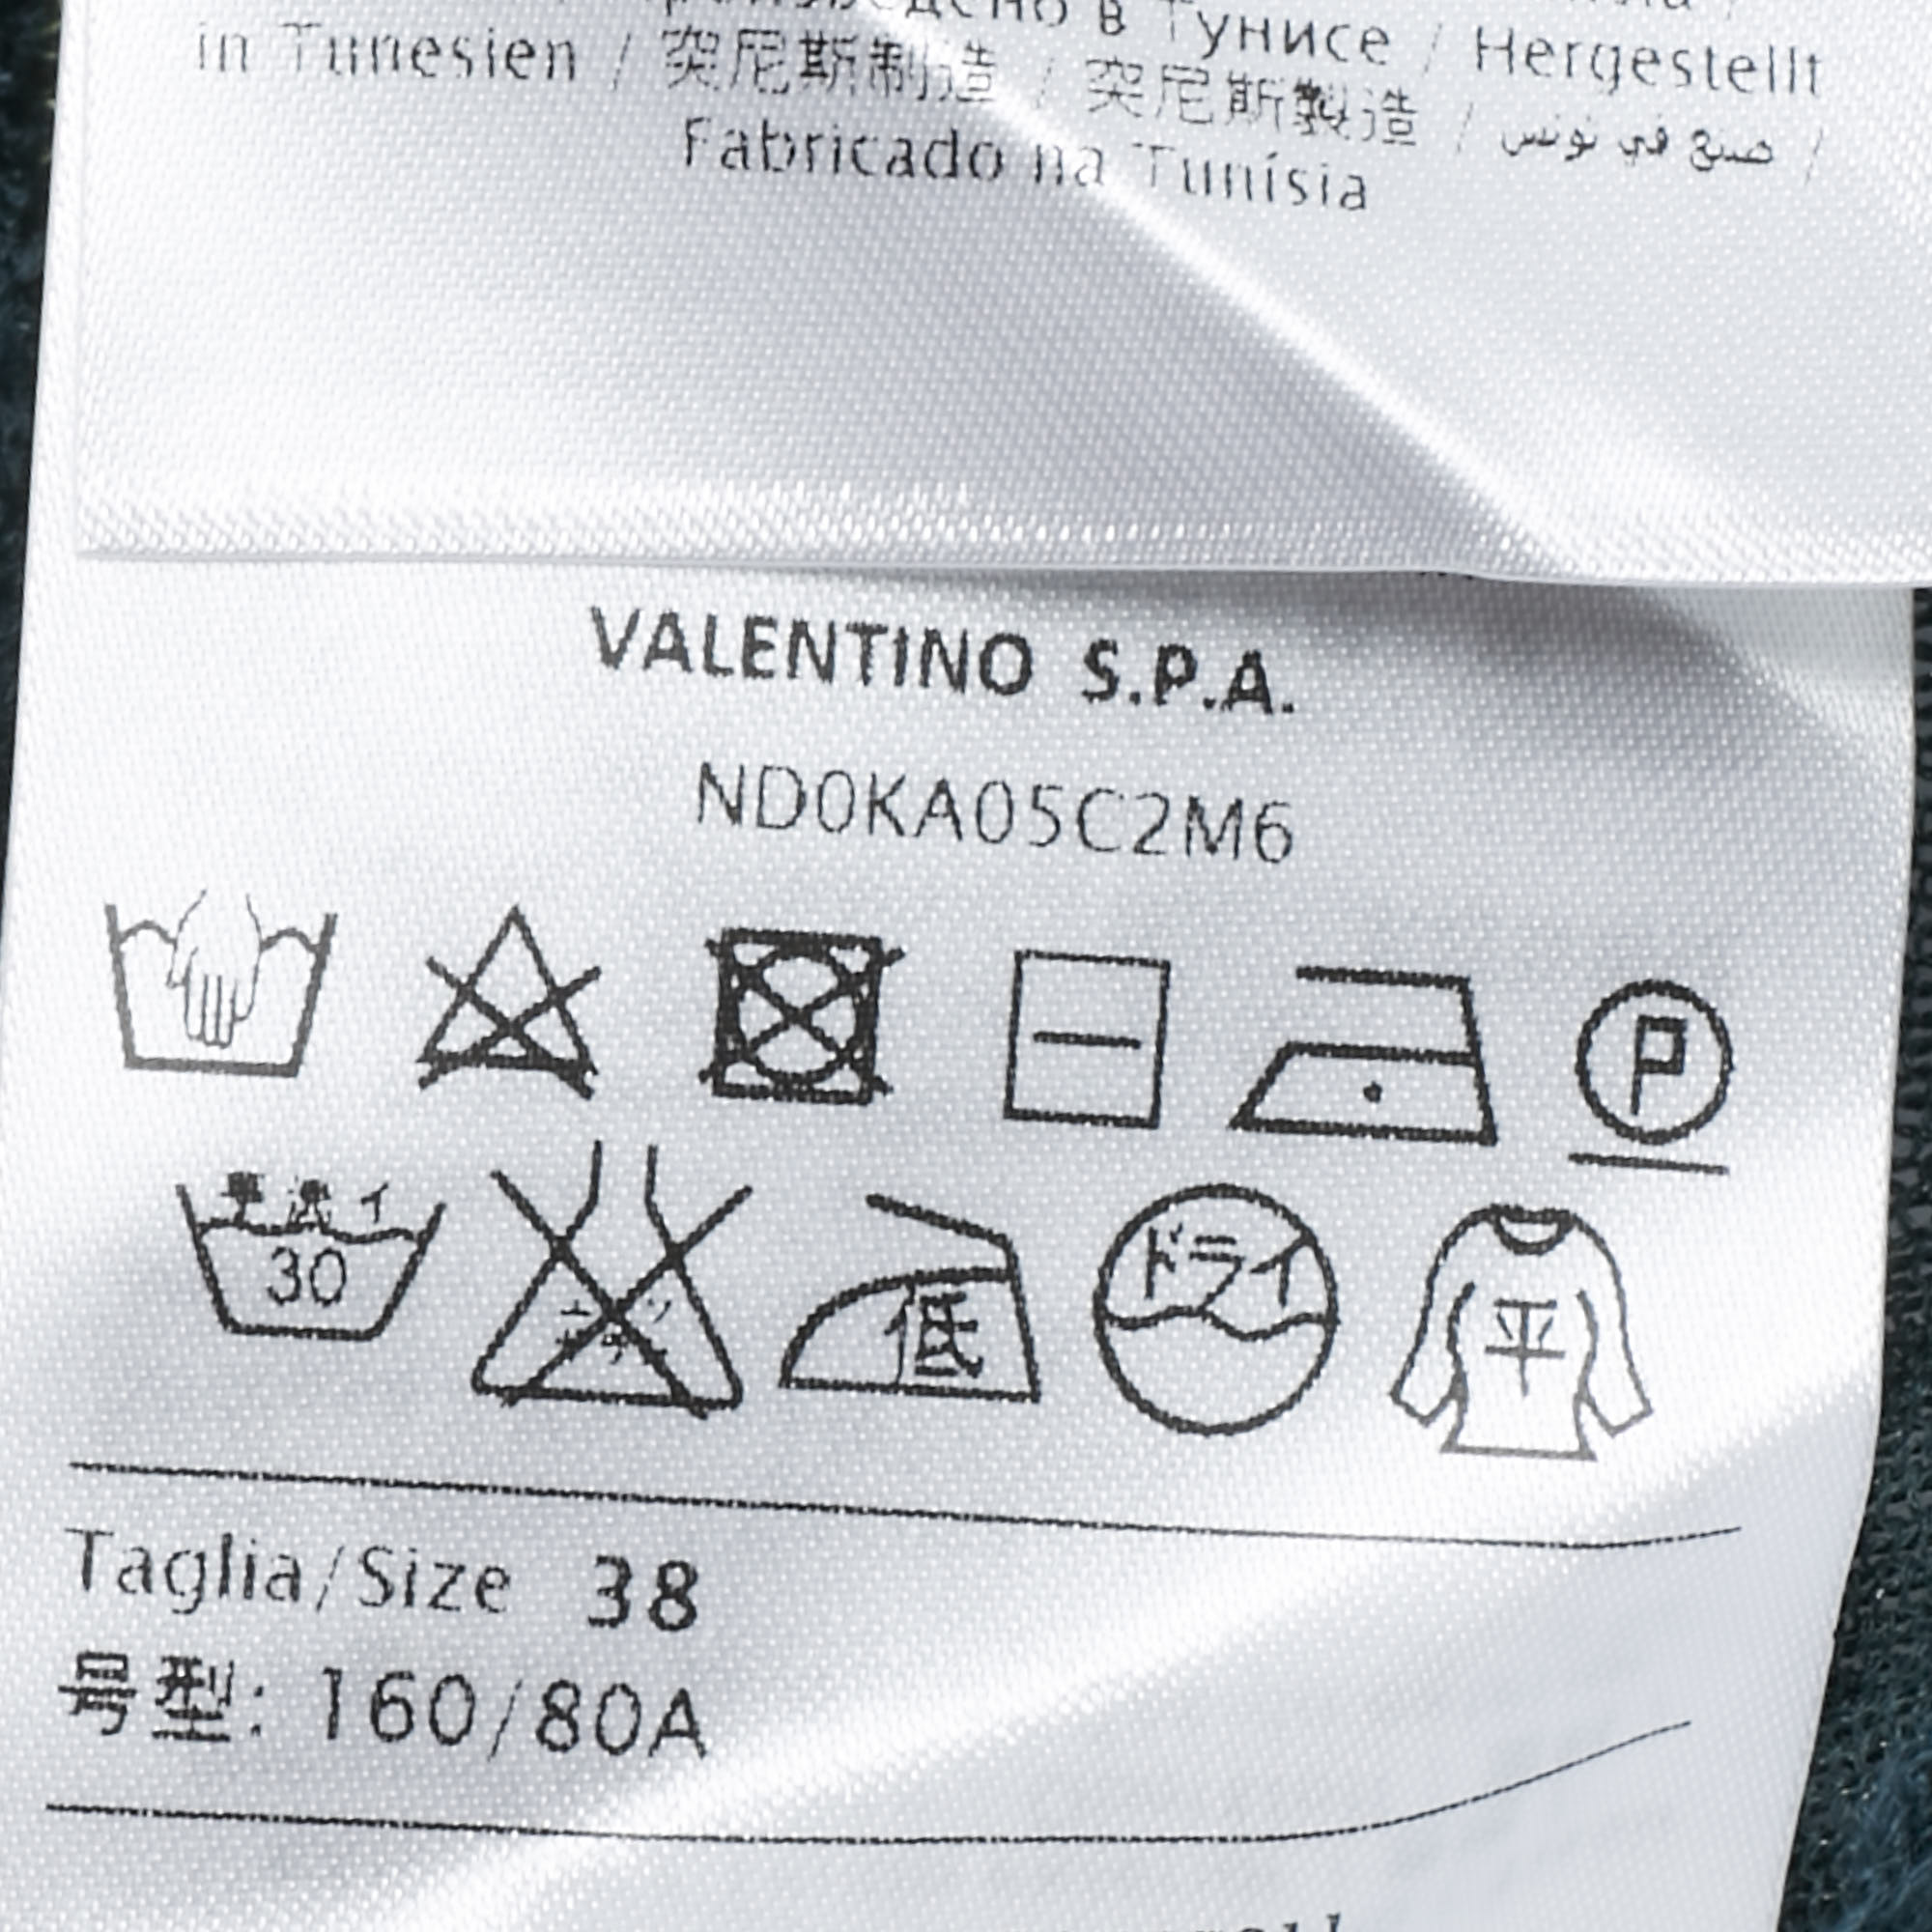 в Тунисе / Hergestellt
in Tunesien / 突尼斯制造 / 突尼斯製造 / صنع في تونس /
Fabricado na Tunísia
VALENTINO S.P.A.
ND0KA05C2M6
P
30
低
ドライ
平
Taglia/Size 38
号型: 160/80A